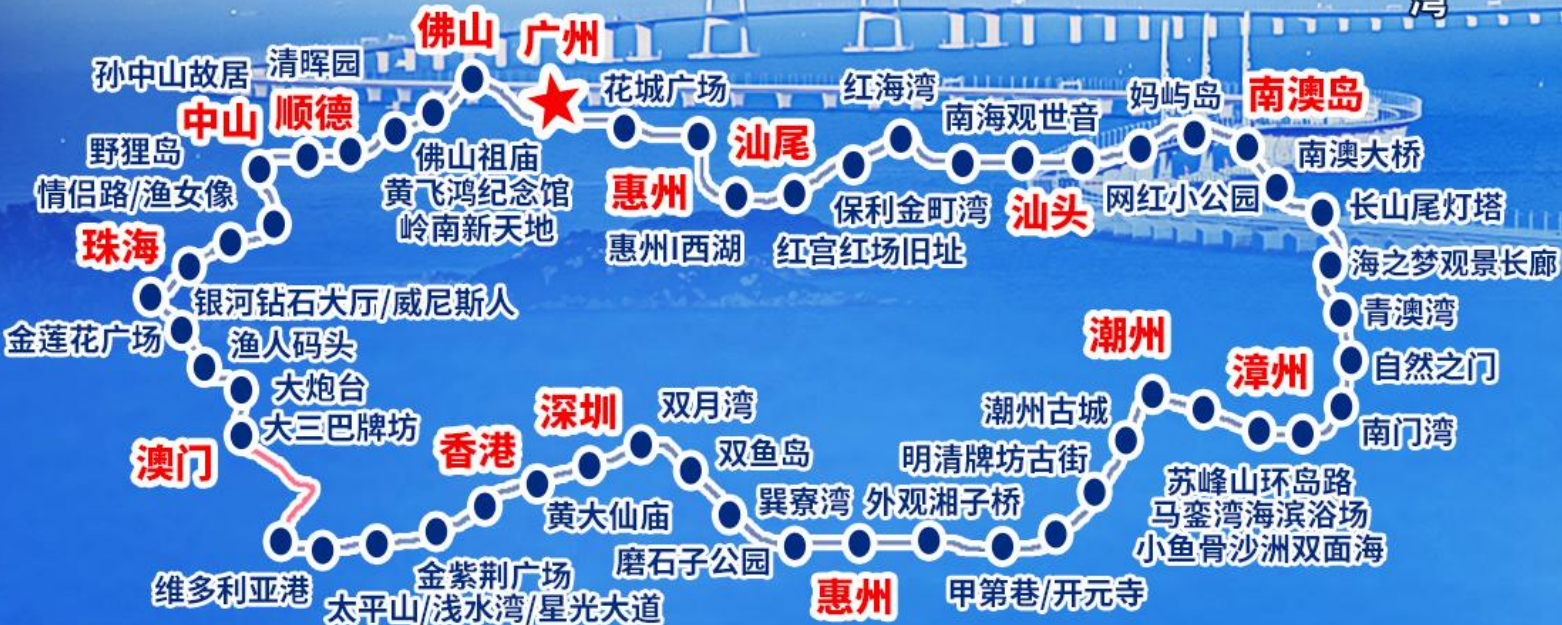 湾
佛山
广州
孙中山故居
清晖园
花城广场
红海湾
妈屿岛
南澳岛
中山
顺德
南海观世音
野狸岛
佛山祖庙
汕尾
南澳大桥
情侣路/渔女像
黄飞鸿纪念馆
惠州
保利金町湾
汕头
网红小公园
长山尾灯塔
岭南新天地
珠海
惠州I西湖
红宫红场旧址
海之梦观景长廊
银河钻石大厅/威尼斯人
青澳湾
金莲花广场
渔人码头
潮州
漳州
自然之门
大炮台
深圳
双月湾
潮州古城
大三巴牌坊
南门湾
澳门
香港
双鱼岛
明清牌坊古街
苏峰山环岛路
黄大仙庙
巽寮湾
外观湘子桥
马銮湾海滨浴场
磨石子公园
小鱼骨沙洲双面海
维多利亚港
金紫荆广场
惠州
甲第巷/开元寺
太平山/浅水湾/星光大道